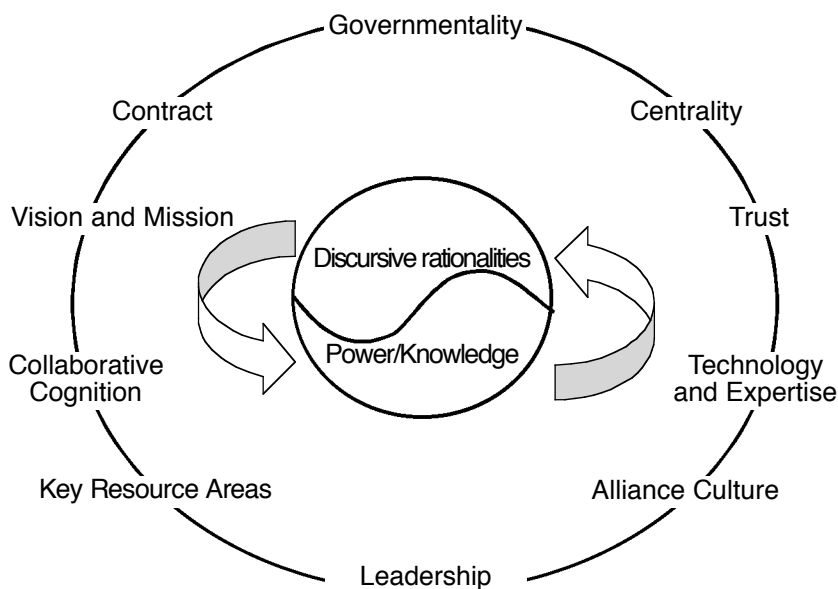 Governmentality
Contract
Centrality
Vision and Mission
Trust
Discursive rationalities
Power/Knowledge
Collaborative
Cognition
Technology
and Expertise
Key Resource Areas
Alliance Culture
Leadership